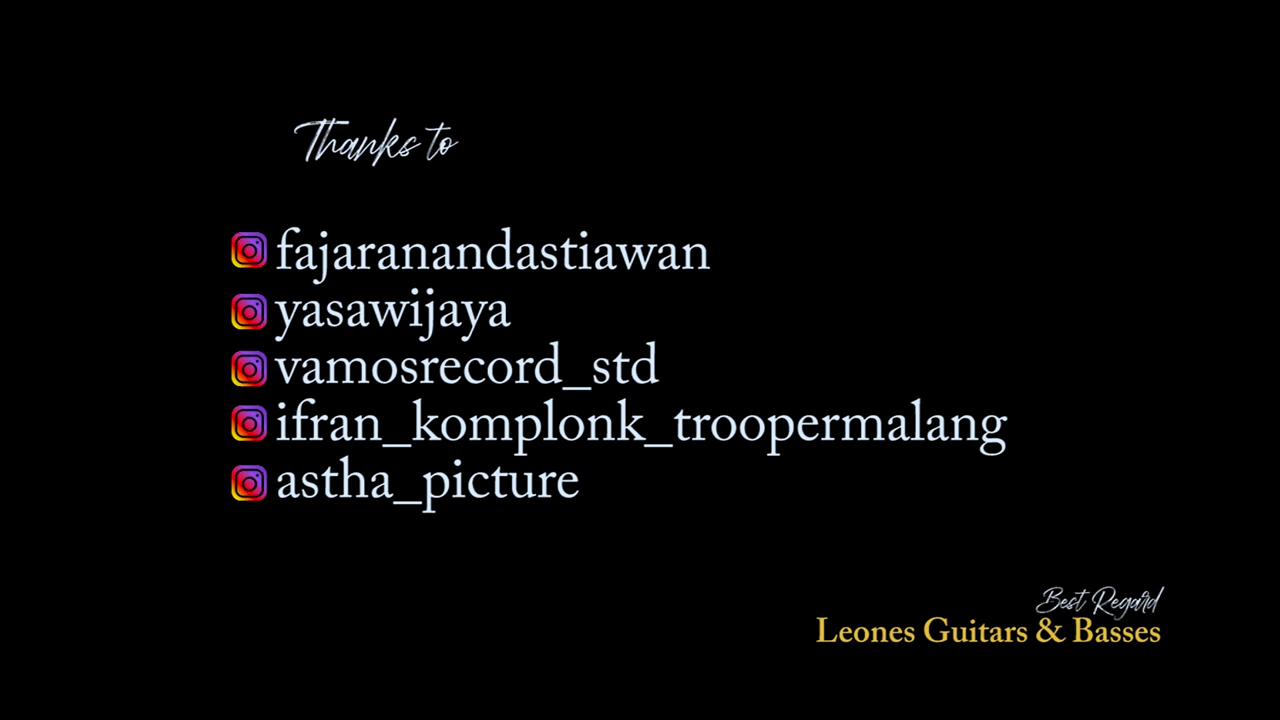 Thanks to
fajaranandastiawan
yasawijaya
vamosrecord_std
ifran_komplonk_troopermalang
astha_picture
Best Regard
Leones Guitars & Basses